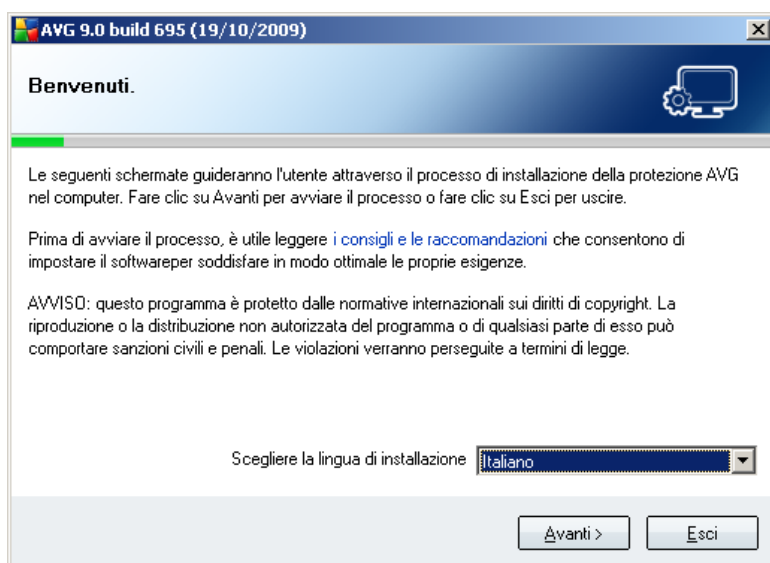 AVG 9.0 build 695 (19/10/2009)
Benvenuti.
Le seguenti schermate guideranno l'utente attraverso il processo di installazione della protezione AVG
nel computer. Fare clic su Avanti per avviare il processo o fare clic su Esci per uscire.
Prima di avviare il processo, è utile leggere i consigli e le raccomandazioni che consentono di
impostare il softwareper soddisfare in modo ottimale le proprie esigenze.
AVVISO: questo programma è protetto dalle normative internazionali sui diritti di copyright. La
riproduzione o la distribuzione non autorizzata del programma o di qualsiasi parte di esso può
comportare sanzioni civili e penali. Le violazioni verranno perseguite a termini di legge.
Scegliere la lingua di installazione Italiano
Avanti > Esci